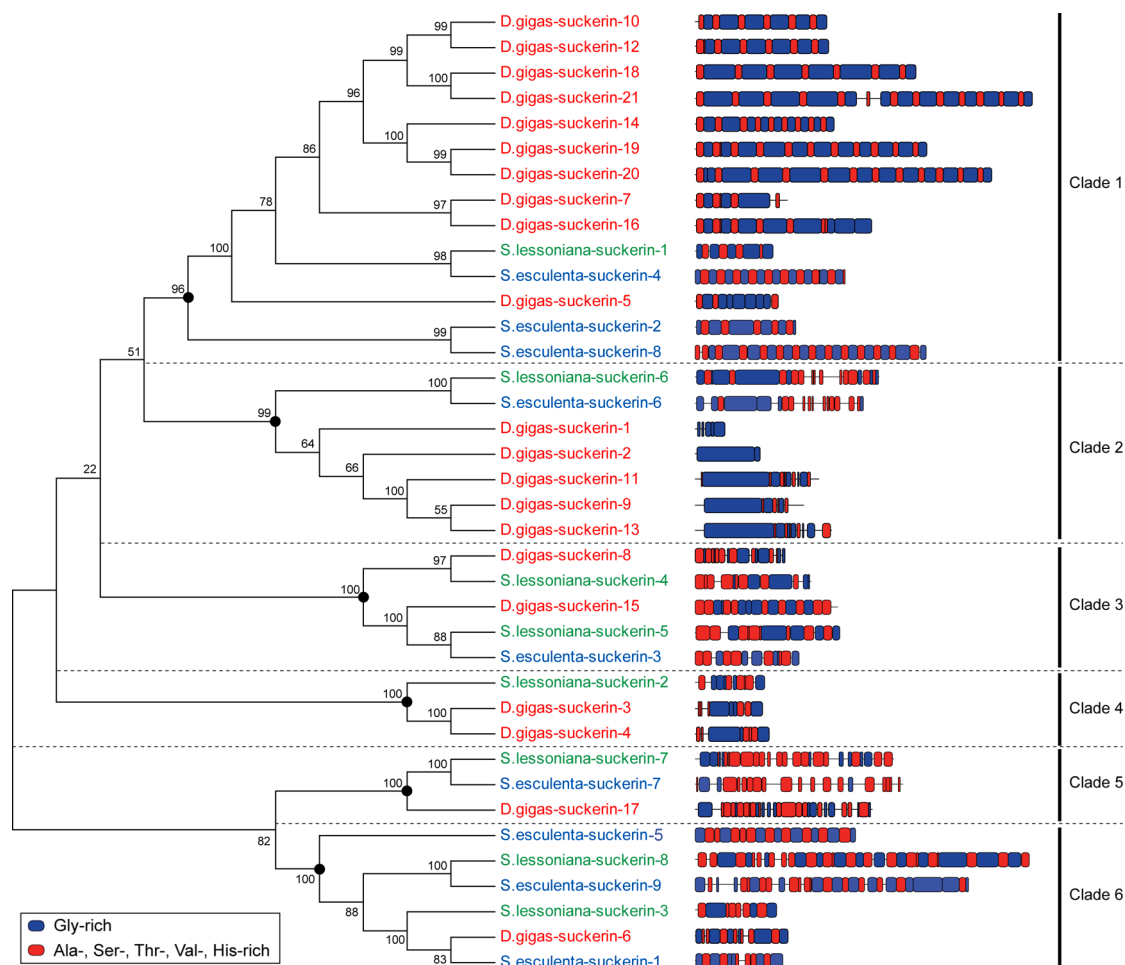 99 D.gigas-suckerin-10
99 D.gigas-suckerin-12
D.gigas-suckerin-18
100 D.gigas-suckerin-21
96
D.gigas-suckerin-14
100 D.gigas-suckerin-19
86 99
D.gigas-suckerin-20
Clade 1
78 97 D.gigas-suckerin-7
D.gigas-suckerin-16
100 98 S.lessoniana-suckerin-1
S.esculenta-suckerin-4
96 D.gigas-suckerin-5
99 S.esculenta-suckerin-2
51 S.esculenta-suckerin-8
100 S.lessoniana-suckerin-6
S.esculenta-suckerin-6
99
64 D.gigas-suckerin-1
66 D.gigas-suckerin-2
Clade 2
22 100 D.gigas-suckerin-11
55 D.gigas-suckerin-9
D.gigas-suckerin-13
97 D.gigas-suckerin-8
100 S.lessoniana-suckerin-4
100 D.gigas-suckerin-15
Clade 3
88 S.lessoniana-suckerin-5
S.esculenta-suckerin-3
100 S.lessoniana-suckerin-2
100 D.gigas-suckerin-3
Clade 4
D.gigas-suckerin-4
100 S.lessoniana-suckerin-7
100 S.esculenta-suckerin-7
Clade 5
D.gigas-suckerin-17
82 S.esculenta-suckerin-5
100 100 S.lessoniana-suckerin-8
88 S.esculenta-suckerin-9
Clade 6
100 S.lessoniana-suckerin-3
83 D.gigas-suckerin-6
S.esculenta-suckerin-1
Gly-rich
Ala-, Ser-, Thr-, Val-, His-rich